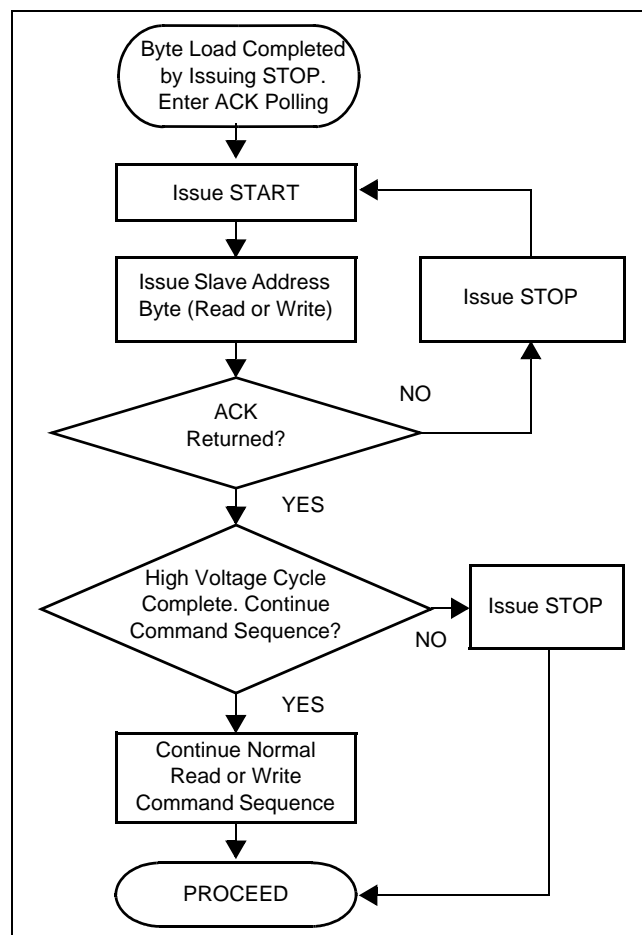 Byte Load Completed
by Issuing STOP.
Enter ACK Polling
Issue START
Issue Slave Address
Byte (Read or Write)
Issue STOP
NO
ACK
Returned?
YES
High Voltage Cycle
Complete. Continue
Command Sequence?
Issue STOP
NO
YES
Continue Normal
Read or Write
Command Sequence
PROCEED